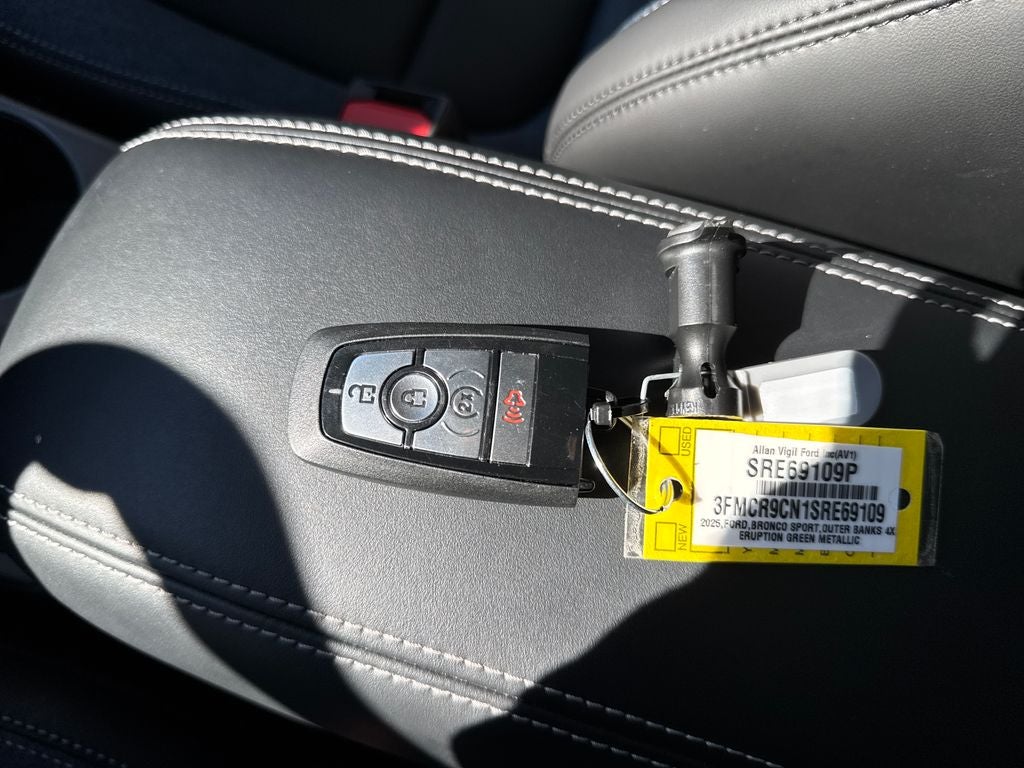 x2
USED
NEW
Allan Vigil Ford Inc(AV1)
SRE69109P
3FMCR9CN1SRE69109
2025,FORD,BRONCO SPORT,OUTER BANKS 4X
ERUPTION GREEN METALLIC